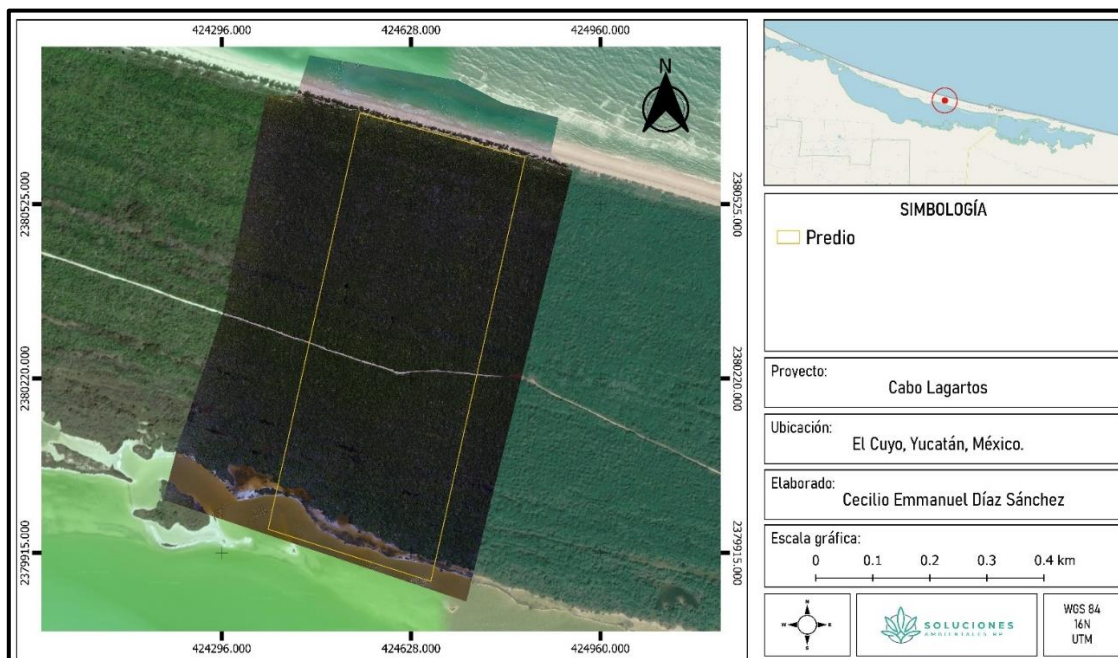 424296.000 424628.000 424960.000
2380525.000 2380525.000
2380220.000 2380220.000
2379915.000 2379915.000
424296.000 424628.000 424960.000
N
SIMBOLOGÍA
Predio
Proyecto:
Cabo Lagartos
Ubicación:
El Cuyo, Yucatán, México.
Elaborado:
Cecilio Emmanuel Díaz Sánchez
Escala gráfica:
0 0.1 0.2 0.3 0.4 km
N
W E
S
SOLUCIONES
AMBIENTALES
WGS 84
16N
UTM